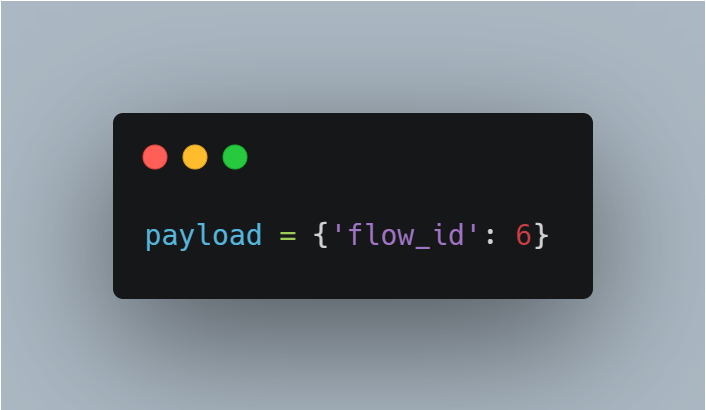 payload = {'flow_id': 6}